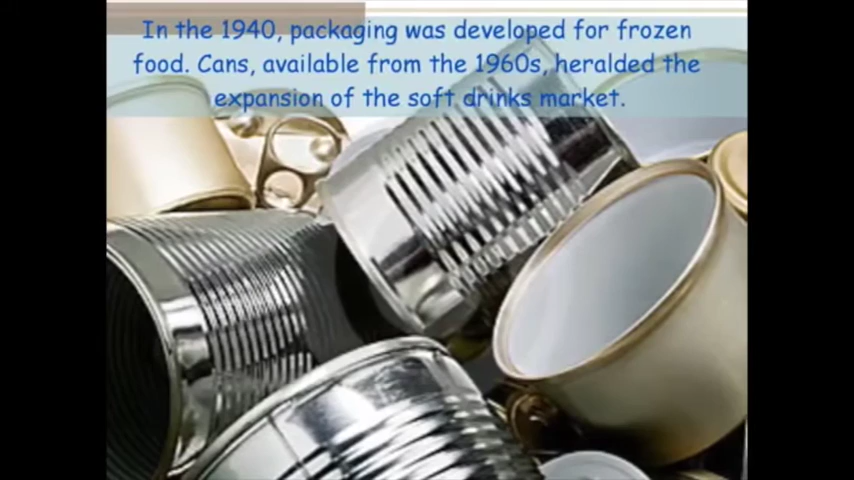 In the 1940, packaging was developed for frozen
food. Cans, available from the 1960s, heralded the
expansion of the soft drinks market.